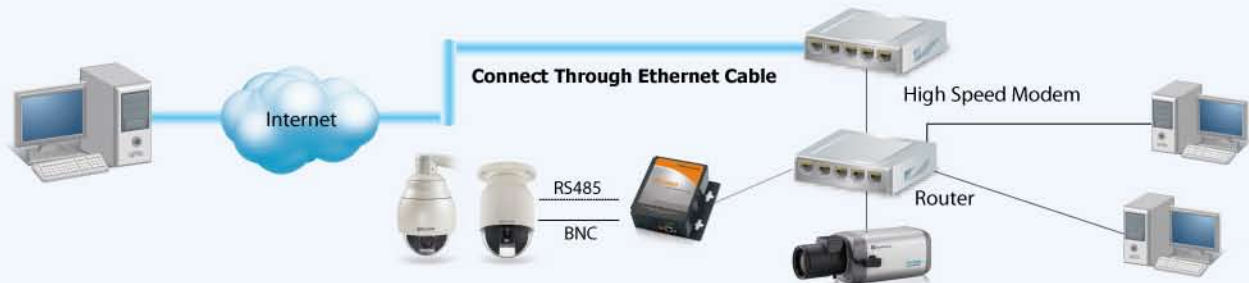 Connect Through Ethernet Cable
Internet
High Speed Modem
RS485
BNC
Router